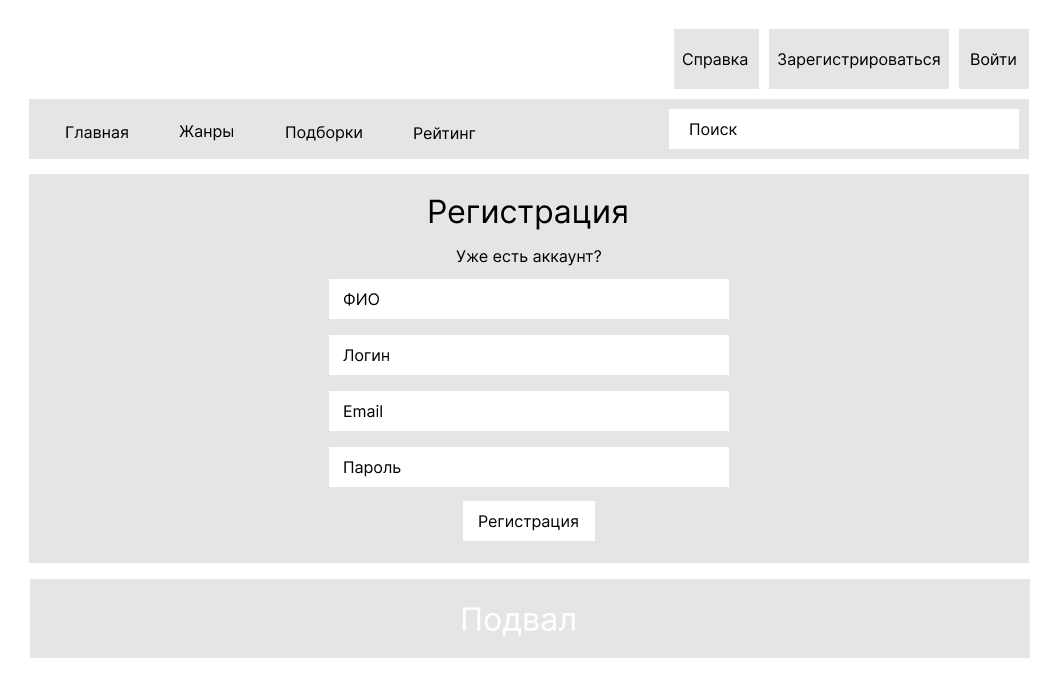 Справка Зарегистрироваться Войти
Главная Жанры Подборки Рейтинг Поиск
Регистрация
Уже есть аккаунт?
ФИО
Логин
Email
Пароль
Регистрация
Подвал